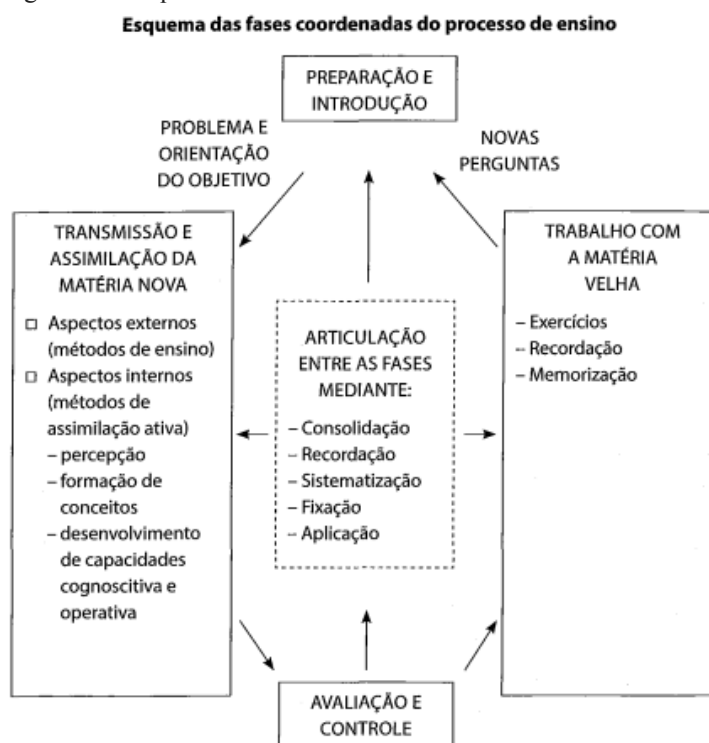 Esquema das fases coordenadas do processo de ensino
PREPARAÇÃO E
INTRODUÇÃO
PROBLEMA E
ORIENTAÇÃO
DO OBJETIVO
NOVAS
PERGUNTAS
TRANSMISSÃO E
ASSIMILAÇÃO DA
MATÉRIA NOVA
Aspectos externos
(métodos de ensino)
Aspectos internos
(métodos de
assimilação ativa)
– percepção
– formação de
conceitos
– desenvolvimento
de capacidades
cognoscitiva e
operativa
ARTICULAÇÃO
ENTRE AS FASES
MEDIANTE:
– Consolidação
– Recordação
– Sistematização
– Fixação
– Aplicação
TRABALHO COM
A MATÉRIA
VELHA
– Exercícios
– Recordação
– Memorização
AVALIAÇÃO E
CONTROLE